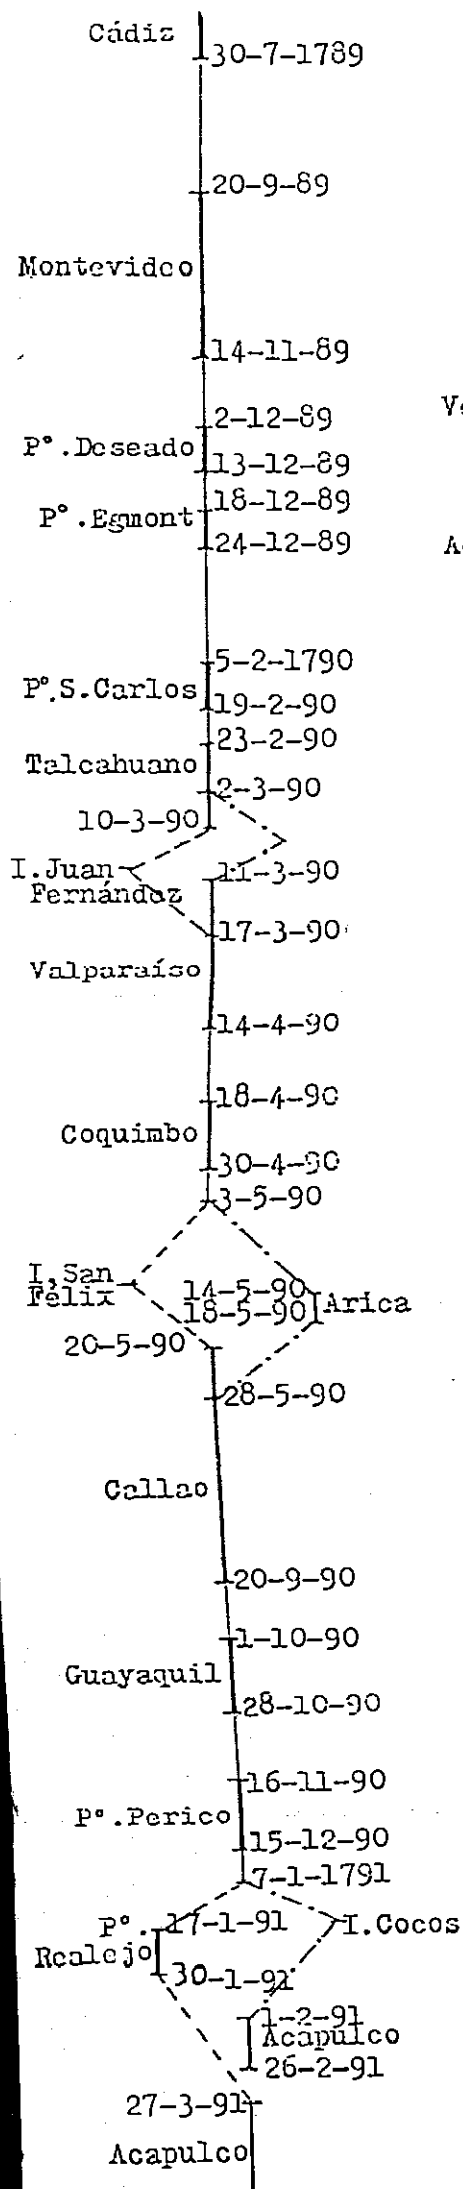 Cádiz
30-7-1789
20-9-89
Montevideo
14-11-89
2-12-89
P°.Deseado
13-12-89
18-12-89
P°.Egmont
24-12-89
5-2-1790
P°.S.Carlos
19-2-90
23-2-90
Talcahuano
2-3-90
10-3-90
I.Juan
Fernández
11-3-90
17-3-90
Valparaíso
14-4-90
18-4-90
Coquimbo
30-4-90
3-5-90
I.San
Félix
14-5-90
18-5-90
Arica
20-5-90
28-5-90
Callao
20-9-90
1-10-90
Guayaquil
28-10-90
16-11-90
P°.Perico
15-12-90
7-1-1791
P°.
Realejo
17-1-91
I.Cocos
30-1-91
1-2-91
Acapulco
26-2-91
27-3-91
Acapulco